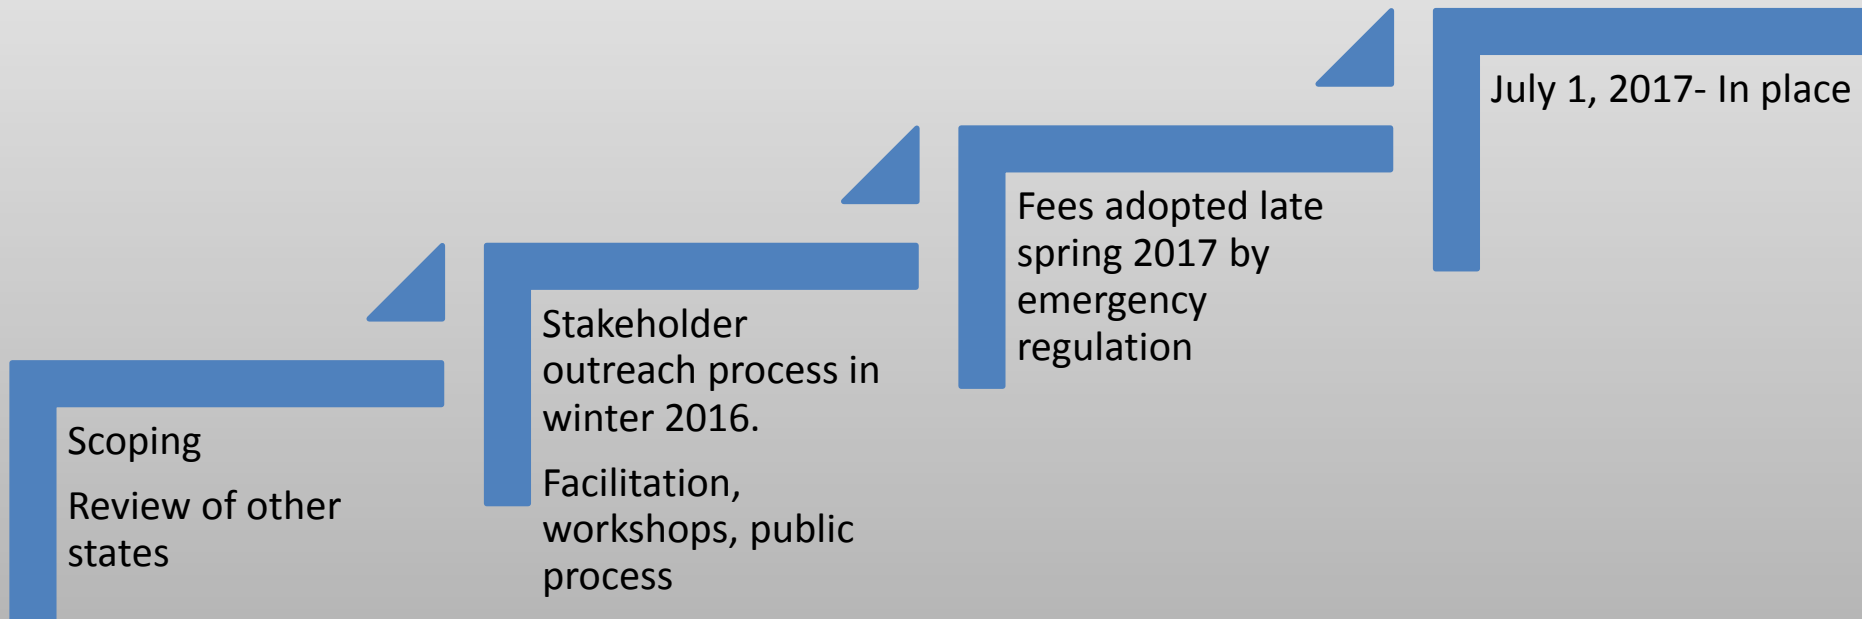 Scoping
Review of other
states
Stakeholder
outreach process in
winter 2016.
Facilitation,
workshops, public
process
Fees adopted late
spring 2017 by
emergency
regulation
July 1, 2017- In place